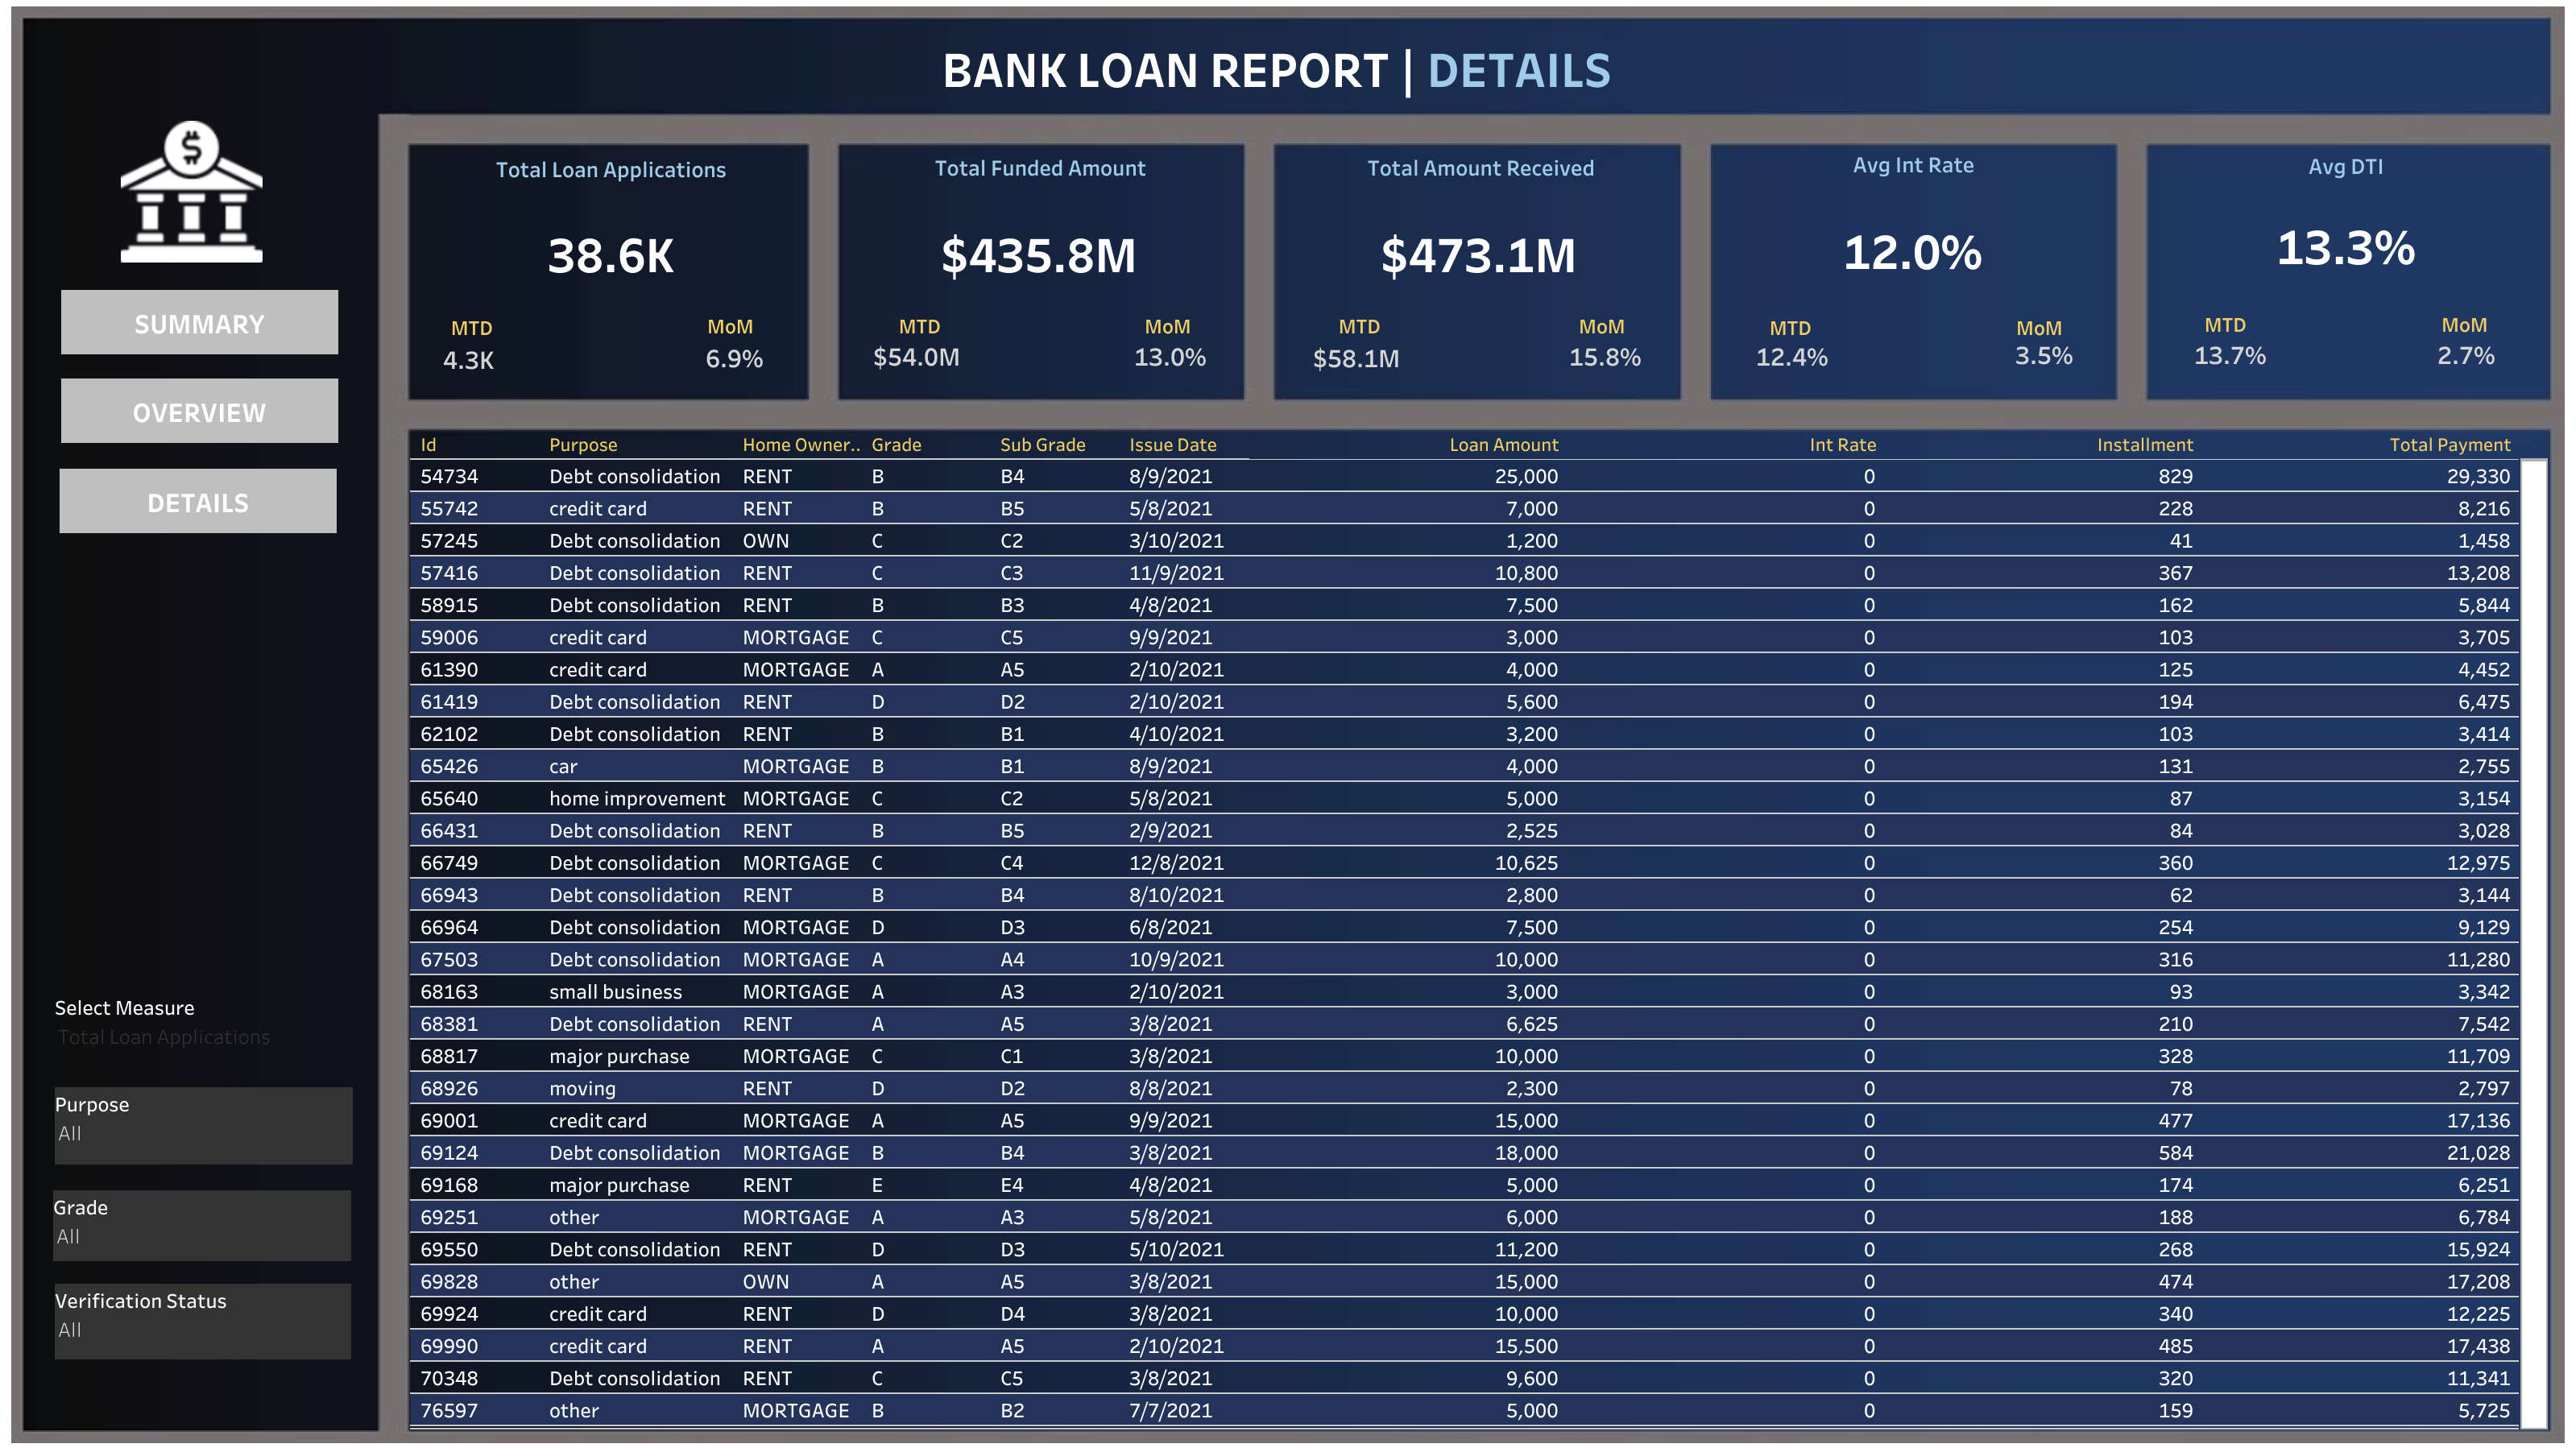 BANK LOAN REPORT | DETAILS
$
SUMMARY
OVERVIEW
DETAILS
Select Measure
Total Loan Applications
Purpose
All
Grade
All
Verification Status
All
Total Loan Applications
38.6K
MTD MoM
4.3K 6.9%
Total Funded Amount
$435.8M
MTD MoM
$54.0M 13.0%
Total Amount Received
$473.1M
MTD MoM
$58.1M 15.8%
Avg Int Rate
12.0%
MTD MoM
12.4% 3.5%
Avg DTI
13.3%
MTD MoM
13.7% 2.7%
Id Purpose Home Owner.. Grade Sub Grade Issue Date Loan Amount Int Rate Installment Total Payment
54734 Debt consolidation RENT B B4 8/9/2021 25,000 0 829 29,330
55742 credit card RENT B B5 5/8/2021 7,000 0 228 8,216
57245 Debt consolidation OWN C C2 3/10/2021 1,200 0 41 1,458
57416 Debt consolidation RENT C C3 11/9/2021 10,800 0 367 13,208
58915 Debt consolidation RENT B B3 4/8/2021 7,500 0 162 5,844
59006 credit card MORTGAGE C C5 9/9/2021 3,000 0 103 3,705
61390 credit card MORTGAGE A A5 2/10/2021 4,000 0 125 4,452
61419 Debt consolidation RENT D D2 2/10/2021 5,600 0 194 6,475
62102 Debt consolidation RENT B B1 4/10/2021 3,200 0 103 3,414
65426 car MORTGAGE B B1 8/9/2021 4,000 0 131 2,755
65640 home improvement MORTGAGE C C2 5/8/2021 5,000 0 87 3,154
66431 Debt consolidation RENT B B5 2/9/2021 2,525 0 84 3,028
66749 Debt consolidation MORTGAGE C C4 12/8/2021 10,625 0 360 12,975
66943 Debt consolidation RENT B B4 8/10/2021 2,800 0 62 3,144
66964 Debt consolidation MORTGAGE D D3 6/8/2021 7,500 0 254 9,129
67503 Debt consolidation MORTGAGE A A4 10/9/2021 10,000 0 316 11,280
68163 small business MORTGAGE A A3 2/10/2021 3,000 0 93 3,342
68381 Debt consolidation RENT A A5 3/8/2021 6,625 0 210 7,542
68817 major purchase MORTGAGE C C1 3/8/2021 10,000 0 328 11,709
68926 moving RENT D D2 8/8/2021 2,300 0 78 2,797
69001 credit card MORTGAGE A A5 9/9/2021 15,000 0 477 17,136
69124 Debt consolidation MORTGAGE B B4 3/8/2021 18,000 0 584 21,028
69168 major purchase RENT E E4 4/8/2021 5,000 0 174 6,251
69251 other MORTGAGE A A3 5/8/2021 6,000 0 188 6,784
69550 Debt consolidation RENT D D3 5/10/2021 11,200 0 268 15,924
69828 other OWN A A5 3/8/2021 15,000 0 474 17,208
69924 credit card RENT D D4 3/8/2021 10,000 0 340 12,225
69990 credit card RENT A A5 2/10/2021 15,500 0 485 17,438
70348 Debt consolidation RENT C C5 3/8/2021 9,600 0 320 11,341
76597 other MORTGAGE B B2 7/7/2021 5,000 0 159 5,725